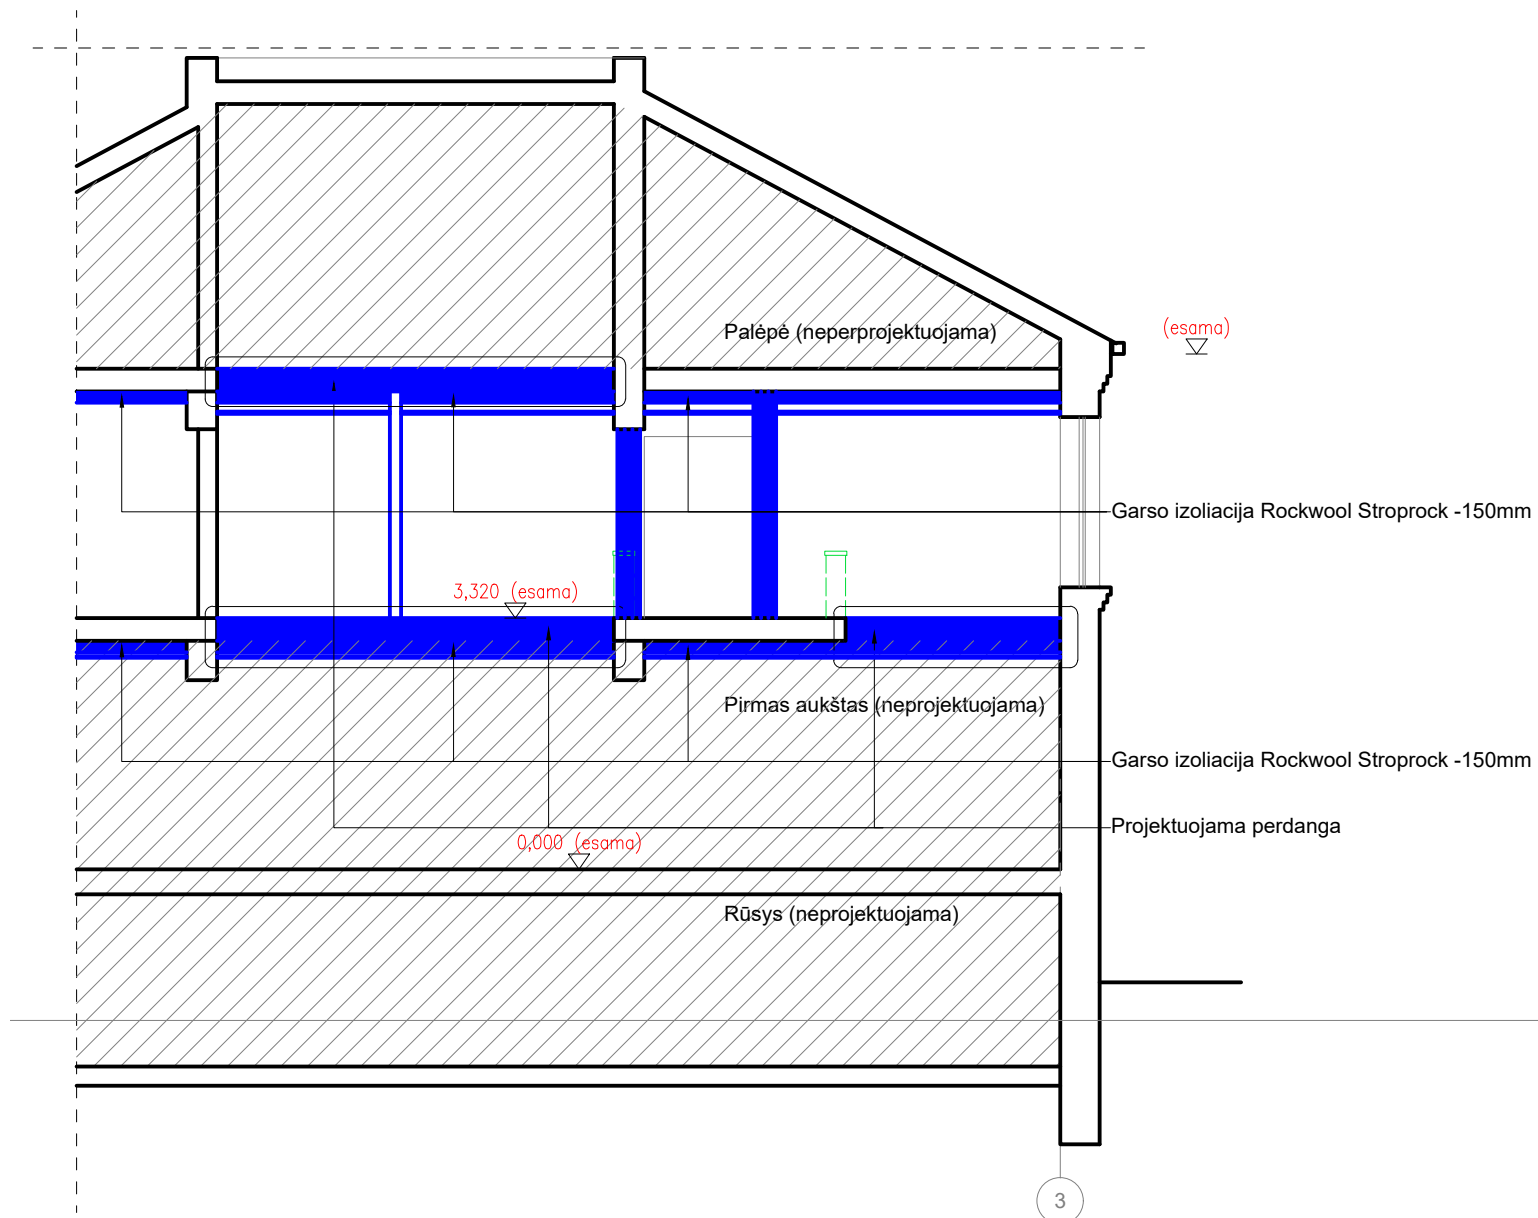 (esama)
Palėpė (neperprojektuojama)
Garso izoliacija Rockwool Stroprock -150mm
3,320 (esama)
Pirmas aukštas (neprojektuojama)
Garso izoliacija Rockwool Stroprock -150mm
Projektuojama perdanga
0,000 (esama)
Rūsys (neprojektuojama)
3